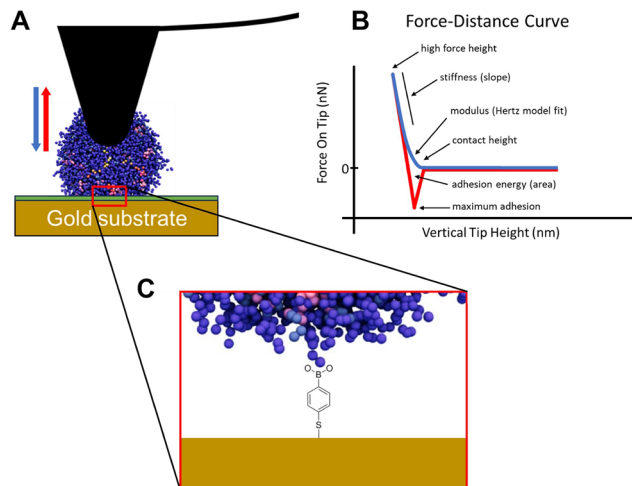 A
Gold substrate
B
Force-Distance Curve
high force height
stiffness (slope)
modulus (Hertz model fit)
contact height
adhesion energy (area)
maximum adhesion
Force On Tip (nN)
0
Vertical Tip Height (nm)
C
O O
B
S